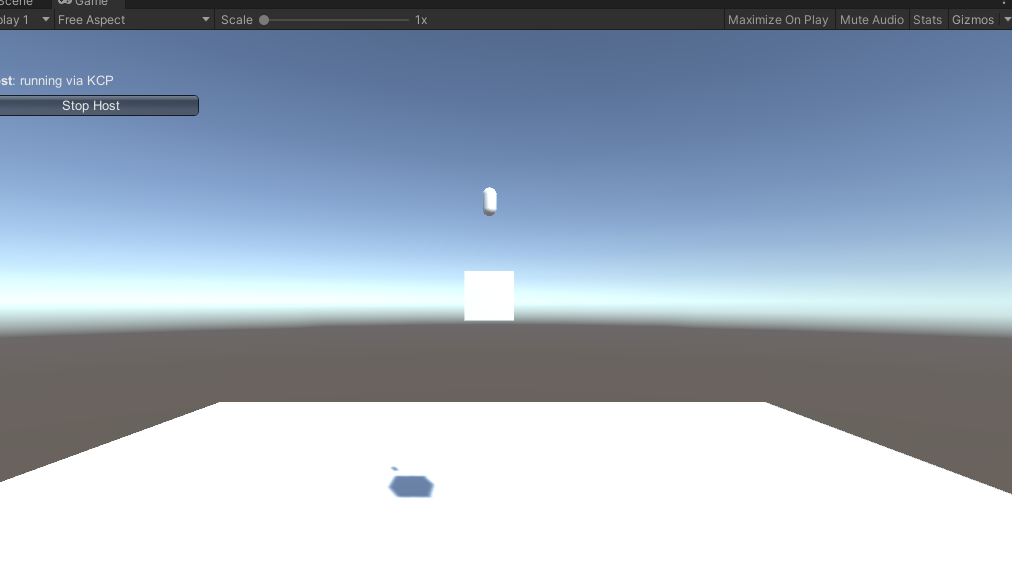 Scene Game
play 1 Free Aspect Scale 1x Maximize On Play Mute Audio Stats Gizmos
st: running via KCP
Stop Host